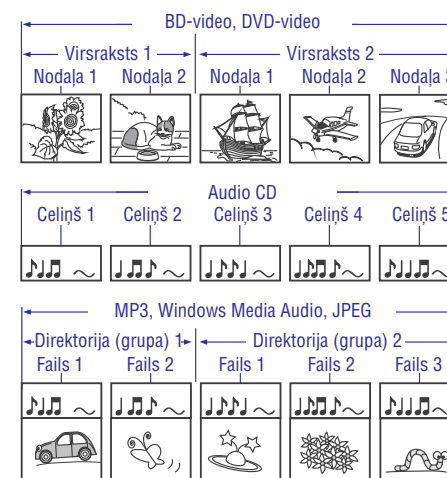 BD-video, DVD-video
Virsraksts 1 Virsraksts 2
Nodaļa 1 Nodaļa 2 Nodaļa 1 Nodaļa 2 Nodaļa 3
Audio CD
Celiņš 1 Celiņš 2 Celiņš 3 Celiņš 4 Celiņš 5
MP3, Windows Media Audio, JPEG
Direktorija (grupa) 1 Direktorija (grupa) 2
Fails 1 Fails 2 Fails 1 Fails 2 Fails 3